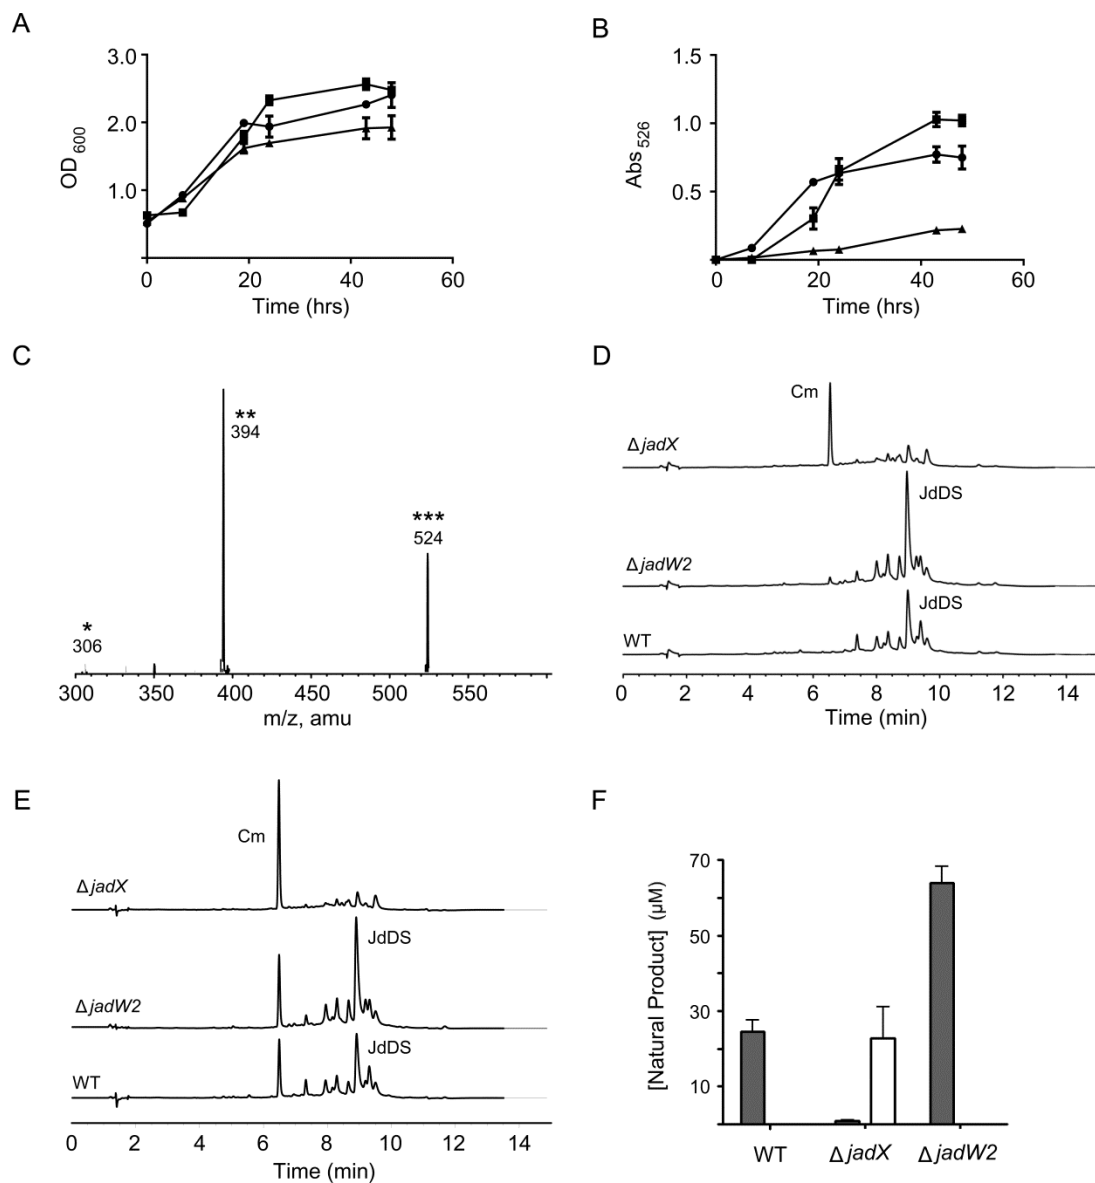 A
3.0
2.0
1.0
OD600
0 20 40 60
Time (hrs)
B
1.5
1.0
0.5
Abs526
0 20 40 60
Time (hrs)
C
**
394
***
524
*
306
300 350 400 450 500 550
m/z, amu
D
Cm
ΔjadX
JdDS
ΔjadW2
JdDS
WT
0 2 4 6 8 10 12 14
Time (min)
E
Cm
ΔjadX
JdDS
ΔjadW2
JdDS
WT
0 2 4 6 8 10 12 14
Time (min)
F
70
50
30
10
[Natural Product] (μM)
WT ΔjadX ΔjadW2